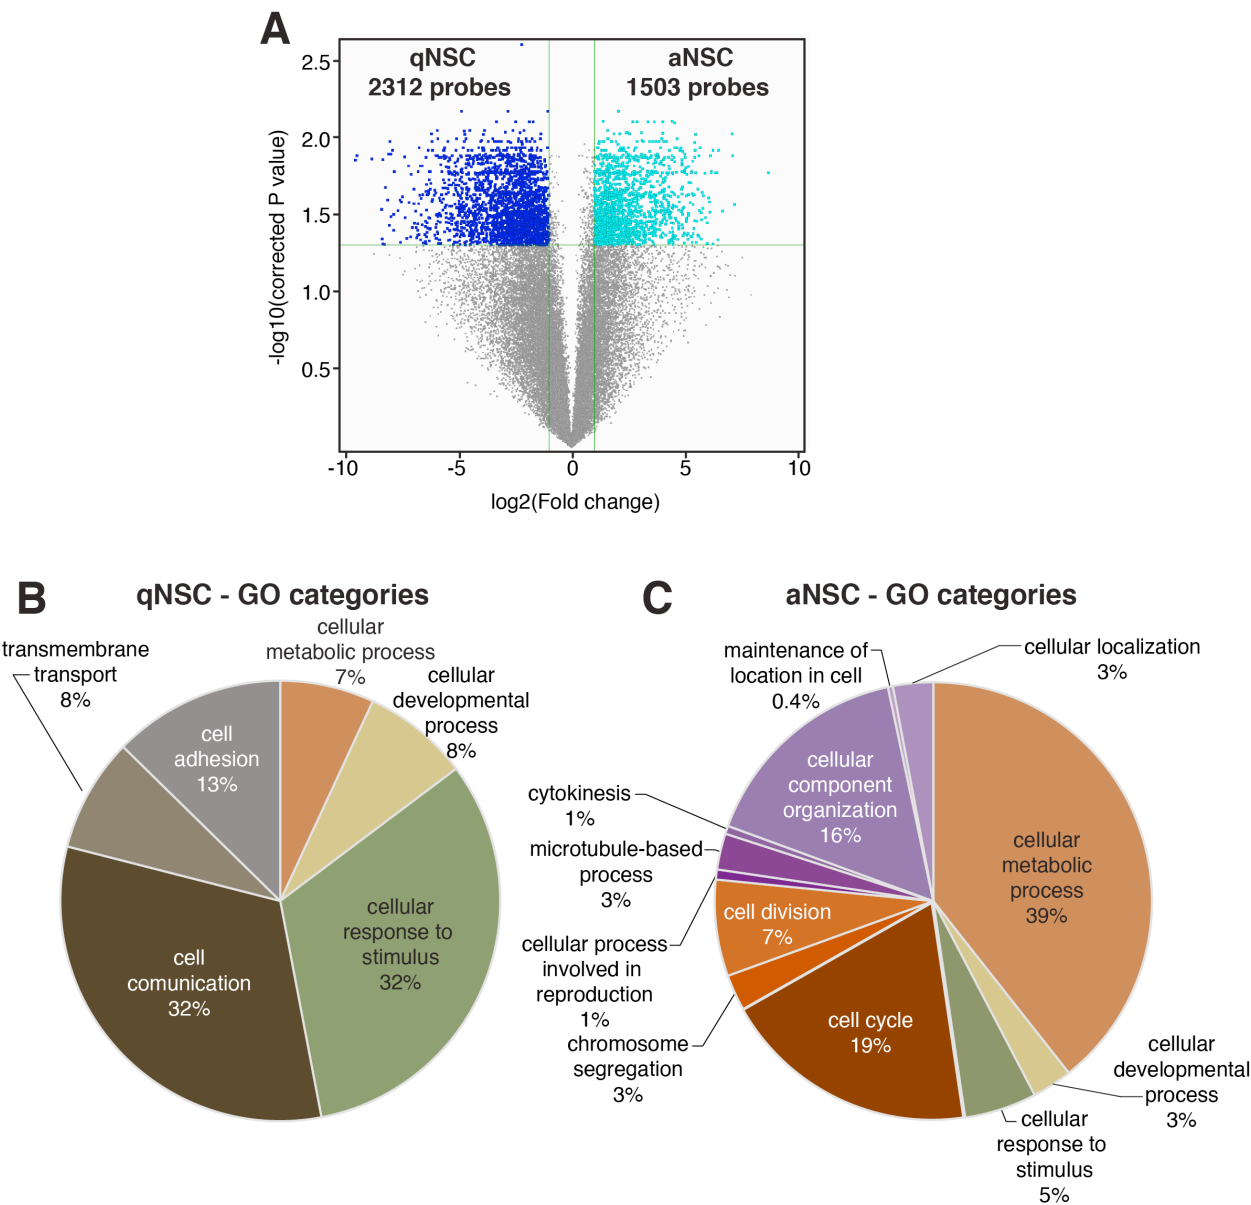 A
qNSC
2312 probes
aNSC
1503 probes
-log10(corrected P value)
2.5
2.0
1.5
1.0
0.5
-10
-5
0
5
10
log2(Fold change)
B
qNSC - GO categories
cellular
metabolic process
7%
cellular
developmental
process
8%
transmembrane
transport
8%
cell
adhesion
13%
cellular
response to
stimulus
32%
cell
comunication
32%
C
aNSC - GO categories
maintenance of
location in cell
0.4%
cellular localization
3%
cellular
component
organization
16%
cytokinesis
1%
microtubule-based
process
3%
cellular
metabolic
process
39%
cell division
7%
cellular process
involved in
reproduction
1%
chromosome
segregation
3%
cell cycle
19%
cellular
developmental
process
3%
cellular
response to
stimulus
5%